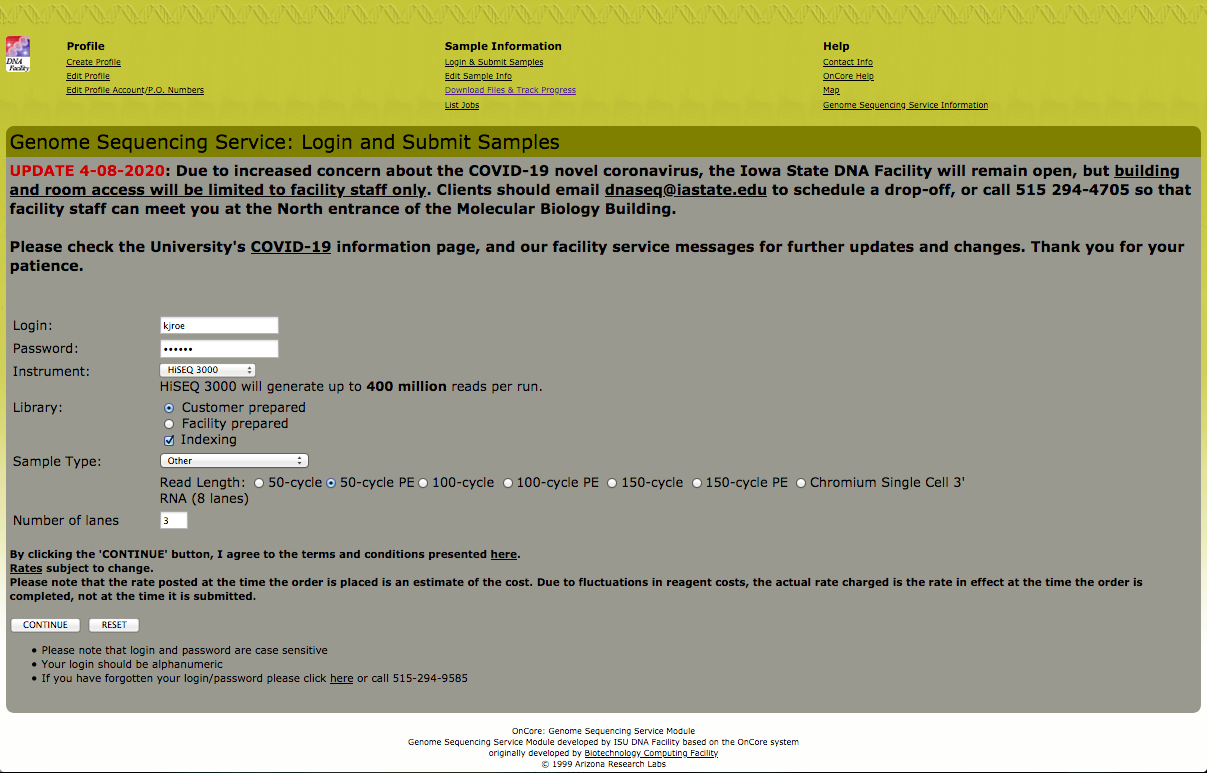 DNA
Facility
Profile
Create Profile
Edit Profile
Edit Profile Account/P.O. Numbers
Sample Information
Login & Submit Samples
Edit Sample Info
Download Files & Track Progress
List Jobs
Help
Contact Info
OnCore Help
Map
Genome Sequencing Service Information
Genome Sequencing Service: Login and Submit Samples
UPDATE 4-08-2020: Due to increased concern about the COVID-19 novel coronavirus, the Iowa State DNA Facility will remain open, but building
and room access will be limited to facility staff only. Clients should email dnaseq@iastate.edu to schedule a drop-off, or call 515 294-4705 so that
facility staff can meet you at the North entrance of the Molecular Biology Building.
Please check the University's COVID-19 information page, and our facility service messages for further updates and changes. Thank you for your
patience.
Login: kjroe
Password: ••••••
Instrument: HiSEQ 3000
HiSEQ 3000 will generate up to 400 million reads per run.
Library: Customer prepared
Facility prepared
Indexing
Sample Type: Other
Read Length: 50-cycle 50-cycle PE 100-cycle 100-cycle PE 150-cycle 150-cycle PE Chromium Single Cell 3'
RNA (8 lanes)
Number of lanes 3
By clicking the 'CONTINUE' button, I agree to the terms and conditions presented here.
Rates subject to change.
Please note that the rate posted at the time the order is placed is an estimate of the cost. Due to fluctuations in reagent costs, the actual rate charged is the rate in effect at the time the order is
completed, not at the time it is submitted.
CONTINUE RESET
• Please note that login and password are case sensitive
• Your login should be alphanumeric
• If you have forgotten your login/password please click here or call 515-294-9585
OnCore: Genome Sequencing Service Module
Genome Sequencing Service Module developed by ISU DNA Facility based on the OnCore system
originally developed by Biotechnology Computing Facility
© 1999 Arizona Research Labs